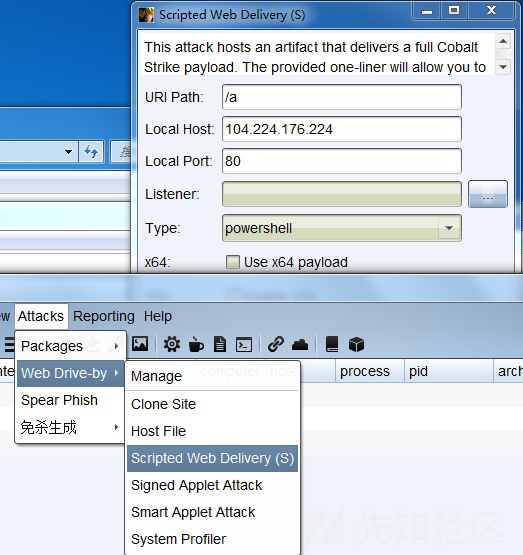 Scripted Web Delivery (S)
This attack hosts an artifact that delivers a full Cobalt
Strike payload. The provided one-liner will allow you to
URI Path: /a
Local Host: 104.224.176.224
Local Port: 80
Listener: ...
Type: powershell
x64: Use x64 payload
Attacks Reporting Help
computer note process pid
Packages
Web Drive-by
Spear Phish
免杀生成
Manage
Clone Site
Host File
Scripted Web Delivery (S)
Signed Applet Attack
Smart Applet Attack
System Profiler
先知社区